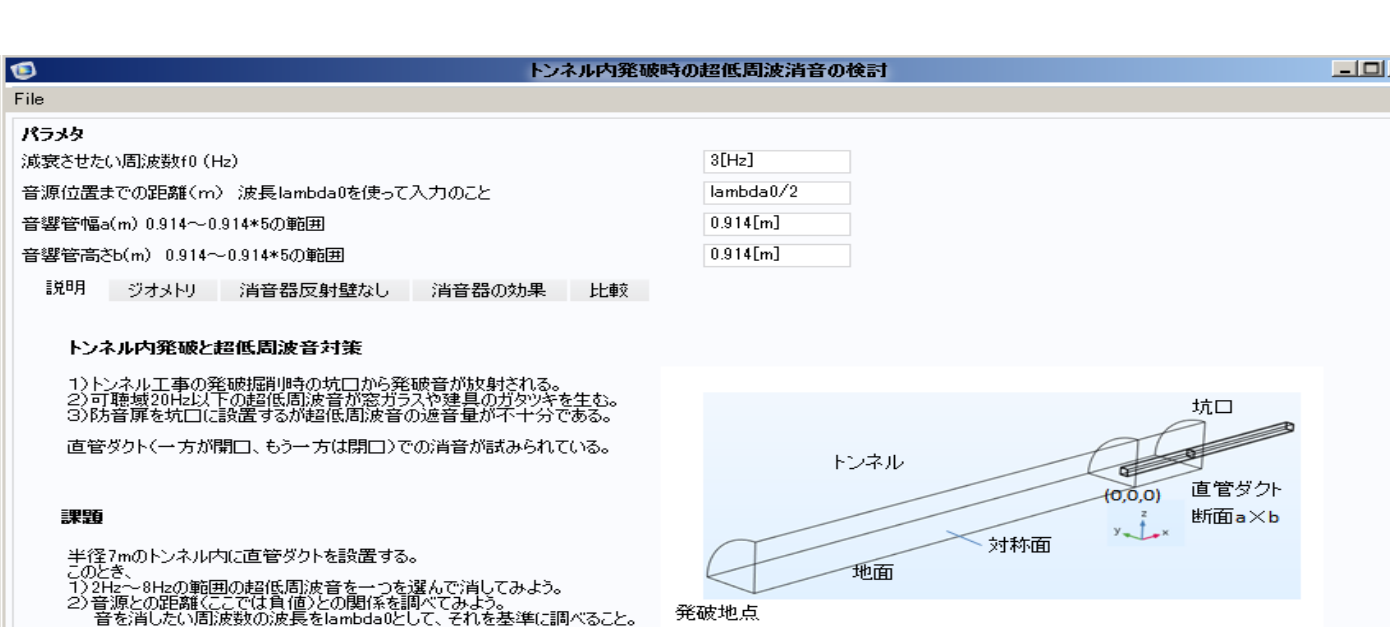 トンネル内発破時の超低周波消音の検討
File
パラメタ
減衰させたい周波数f0 (Hz)
3[Hz]
音源位置までの距離(m) 波長lambda0を使って入力のこと
lambda0/2
音響管幅a(m) 0.914~0.914*5の範囲
0.914[m]
音響管高さb(m) 0.914~0.914*5の範囲
0.914[m]
説明 ジオメトリ 消音器反射壁なし 消音器の効果 比較
トンネル内発破と超低周波音対策
1)トンネル工事の発破掘削時の坑口から発破音が放射される。
2)可聴域20Hz以下の超低周波音が窓ガラスや建具のガタツキを生む。
3)防音扉を坑口に設置するが超低周波音の遮音量が不十分である。
直管ダクト(一方が開口、もう一方は閉口)での消音が試みられている。
課題
半径7mのトンネル内に直管ダクトを設置する。
このとき、
1)2Hz~8Hzの範囲の超低周波音を一つを選んで消してみよう。
2)音源との距離(ここでは負値)との関係を調べてみよう。
音を消したい周波数の波長をlambda0として、それを基準に調べること。
坑口
トンネル
(0,0,0)
直管ダクト
断面a×b
z
y
x
対称面
地面
発破地点